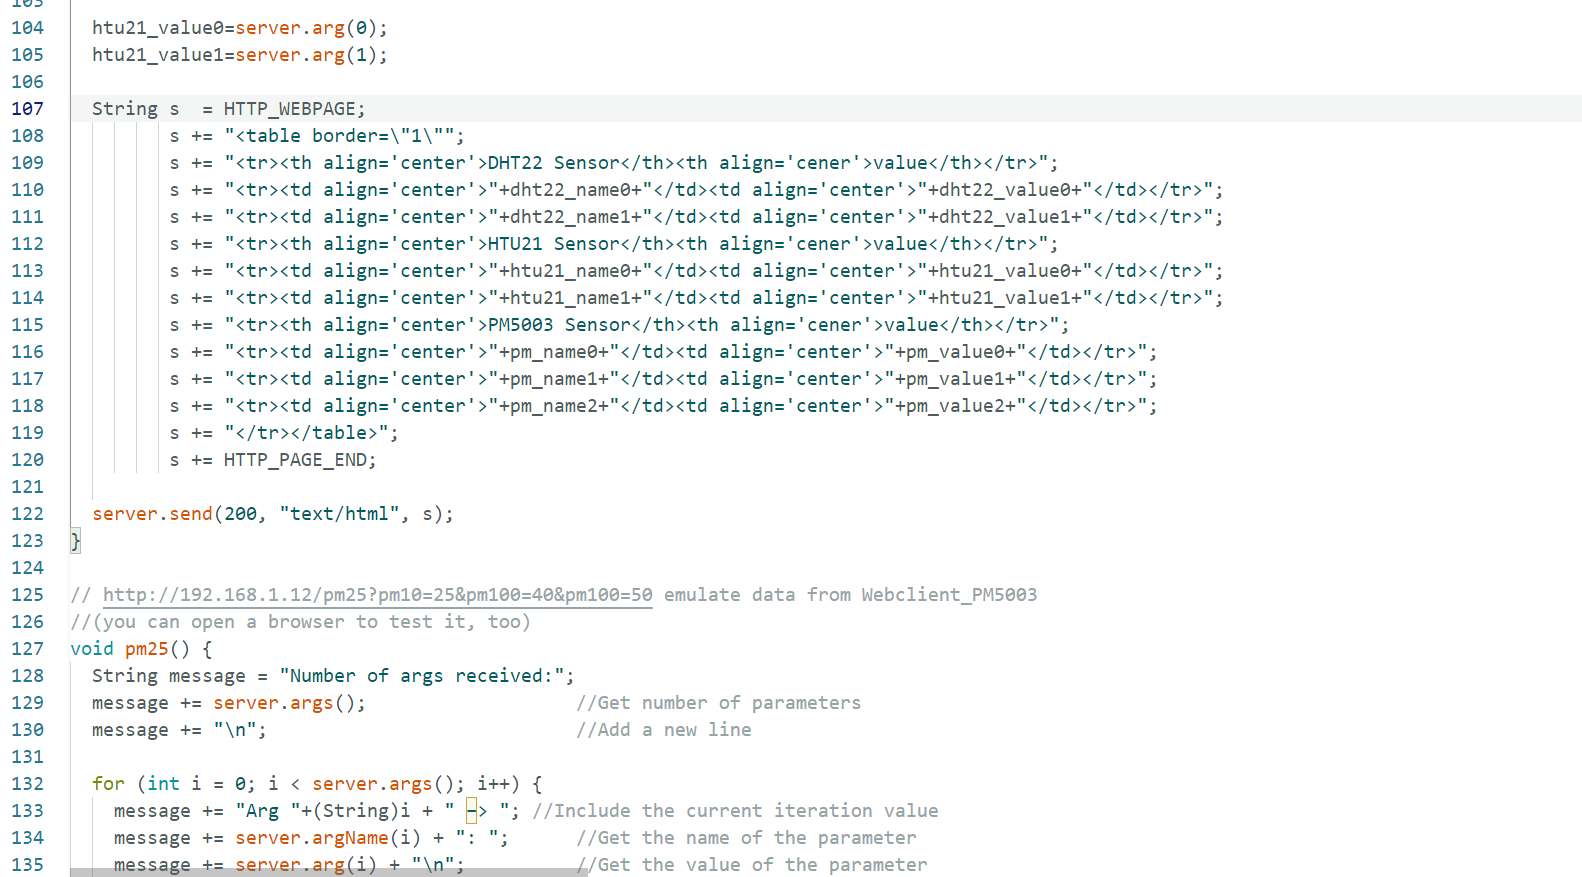 103
104 htu21_value0=server.arg(0);
105 htu21_value1=server.arg(1);
106
107 String s  = HTTP_WEBPAGE;
108 s += "<table border=\"1\"";
109 s += "<tr><th align='center'>DHT22 Sensor</th><th align='cener'>value</th></tr>";
110 s += "<tr><td align='center'>"+dht22_name0+"</td><td align='center'>"+dht22_value0+"</td></tr>";
111 s += "<tr><td align='center'>"+dht22_name1+"</td><td align='center'>"+dht22_value1+"</td></tr>";
112 s += "<tr><th align='center'>HTU21 Sensor</th><th align='cener'>value</th></tr>";
113 s += "<tr><td align='center'>"+htu21_name0+"</td><td align='center'>"+htu21_value0+"</td></tr>";
114 s += "<tr><td align='center'>"+htu21_name1+"</td><td align='center'>"+htu21_value1+"</td></tr>";
115 s += "<tr><th align='center'>PM5003 Sensor</th><th align='cener'>value</th></tr>";
116 s += "<tr><td align='center'>"+pm_name0+"</td><td align='center'>"+pm_value0+"</td></tr>";
117 s += "<tr><td align='center'>"+pm_name1+"</td><td align='center'>"+pm_value1+"</td></tr>";
118 s += "<tr><td align='center'>"+pm_name2+"</td><td align='center'>"+pm_value2+"</td></tr>";
119 s += "</tr></table>";
120 s += HTTP_PAGE_END;
121
122 server.send(200, "text/html", s);
123 }
124
125 // http://192.168.1.12/pm25?pm10=25&pm100=40&pm100=50 emulate data from Webclient_PM5003
126 //(you can open a browser to test it, too)
127 void pm25() {
128 String message = "Number of args received:";
129 message += server.args(); //Get number of parameters
130 message += "\n"; //Add a new line
131
132 for (int i = 0; i < server.args(); i++) {
133 message += "Arg "+(String)i + " –> "; //Include the current iteration value
134 message += server.argName(i) + ": "; //Get the name of the parameter
135 message += server.arg(i) + "\n"; //Get the value of the parameter